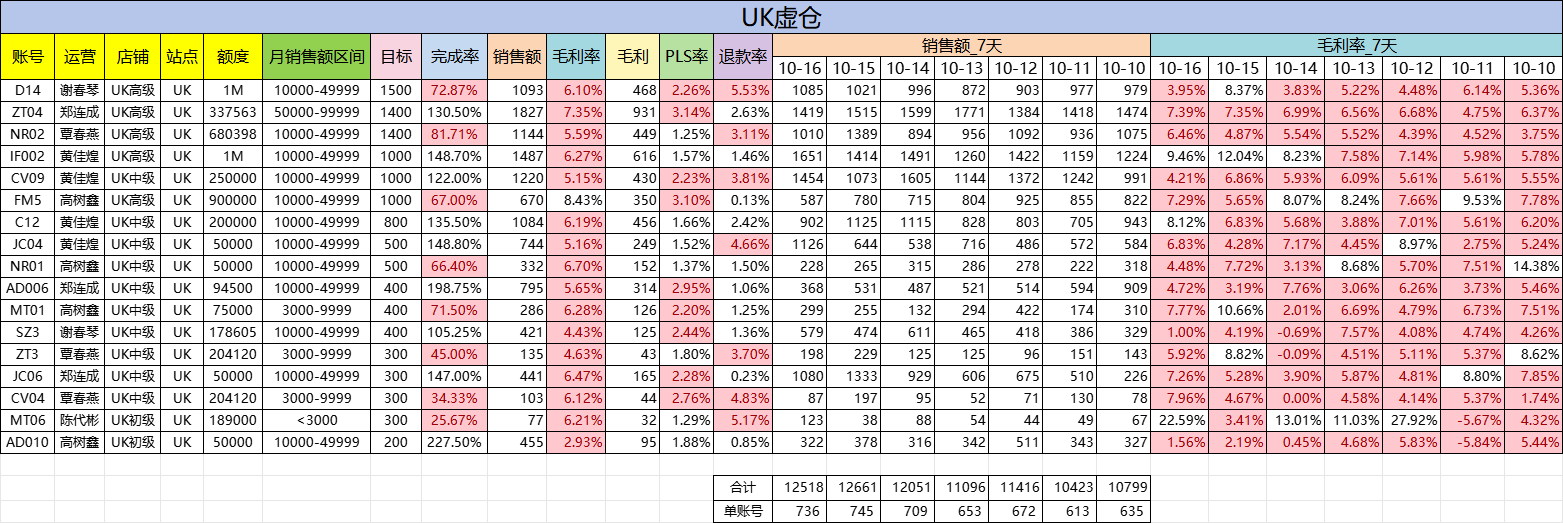 UK虚仓
账号 运营 店铺 站点 额度 月销售额区间 目标 完成率 销售额 毛利率 毛利 PLS率 退款率 销售额_7天 毛利率_7天
10-16 10-15 10-14 10-13 10-12 10-11 10-10 10-16 10-15 10-14 10-13 10-12 10-11 10-10
D14 谢春琴 UK高级 UK 1M 10000-49999 1500 72.87% 1093 6.10% 468 2.26% 5.53% 1085 1021 996 872 903 977 979 3.95% 8.37% 3.83% 5.22% 4.48% 6.14% 5.36%
ZT04 郑连成 UK高级 UK 337563 50000-99999 1400 130.50% 1827 7.35% 931 3.14% 2.63% 1419 1515 1599 1771 1384 1418 1474 7.39% 7.35% 6.99% 6.56% 6.68% 4.75% 6.37%
NR02 覃春燕 UK高级 UK 680398 10000-49999 1400 81.71% 1144 5.59% 449 1.25% 3.11% 1010 1389 894 956 1092 936 1075 6.46% 4.87% 5.54% 5.52% 4.39% 4.52% 3.75%
IF002 黄佳煌 UK高级 UK 1M 10000-49999 1000 148.70% 1487 6.27% 616 1.57% 1.46% 1651 1414 1491 1260 1422 1159 1224 9.46% 12.04% 8.23% 7.58% 7.14% 5.98% 5.78%
CV09 黄佳煌 UK中级 UK 250000 10000-49999 1000 122.00% 1220 5.15% 430 2.23% 3.81% 1454 1073 1605 1144 1372 1242 991 4.21% 6.86% 5.93% 6.09% 5.61% 5.61% 5.55%
FM5 高树鑫 UK高级 UK 900000 10000-49999 1000 67.00% 670 8.43% 350 3.10% 0.13% 587 780 715 804 925 855 822 7.29% 5.65% 8.07% 8.24% 7.66% 9.53% 7.78%
C12 黄佳煌 UK中级 UK 200000 10000-49999 800 135.50% 1084 6.19% 456 1.66% 2.42% 902 1125 1115 828 803 705 943 8.12% 6.83% 5.68% 3.88% 7.01% 5.61% 6.20%
JC04 黄佳煌 UK中级 UK 50000 10000-49999 500 148.80% 744 5.16% 249 1.52% 4.66% 1126 644 538 716 486 572 584 6.83% 4.28% 7.17% 4.45% 8.97% 2.75% 5.24%
NR01 高树鑫 UK中级 UK 50000 10000-49999 500 66.40% 332 6.70% 152 1.37% 1.50% 228 265 315 286 278 222 318 4.48% 7.72% 3.13% 8.68% 5.70% 7.51% 14.38%
AD006 郑连成 UK中级 UK 94500 10000-49999 400 198.75% 795 5.65% 314 2.95% 1.06% 368 531 487 521 514 594 909 4.72% 3.19% 7.76% 3.06% 6.26% 3.73% 5.46%
MT01 高树鑫 UK中级 UK 75000 3000-9999 400 71.50% 286 6.28% 126 2.20% 1.25% 299 255 132 294 422 174 310 7.77% 10.66% 2.01% 6.69% 4.79% 6.73% 7.51%
SZ3 谢春琴 UK中级 UK 178605 10000-49999 400 105.25% 421 4.43% 125 2.44% 1.36% 579 474 611 465 418 386 329 1.00% 4.19% -0.69% 7.57% 4.08% 4.74% 4.26%
ZT3 覃春燕 UK中级 UK 204120 3000-9999 300 45.00% 135 4.63% 43 1.80% 3.70% 198 229 125 125 96 151 143 5.92% 8.82% -0.09% 4.51% 5.11% 5.37% 8.62%
JC06 郑连成 UK中级 UK 50000 10000-49999 300 147.00% 441 6.47% 165 2.28% 0.23% 1080 1333 929 606 675 510 226 7.26% 5.28% 3.90% 5.87% 4.81% 8.80% 7.85%
CV04 覃春燕 UK中级 UK 204120 3000-9999 300 34.33% 103 6.12% 44 2.76% 4.83% 87 197 95 52 71 130 78 7.96% 4.67% 0.00% 4.58% 4.14% 5.37% 1.74%
MT06 陈代彬 UK初级 UK 189000 <3000 300 25.67% 77 6.21% 32 1.29% 5.17% 123 38 88 54 44 49 67 22.59% 3.41% 13.01% 11.03% 27.92% -5.67% 4.32%
AD010 高树鑫 UK初级 UK 50000 10000-49999 200 227.50% 455 2.93% 95 1.88% 0.85% 322 378 316 342 511 343 327 1.56% 2.19% 0.45% 4.68% 5.83% -5.84% 5.44%
合计 12518 12661 12051 11096 11416 10423 10799
单账号 736 745 709 653 672 613 635